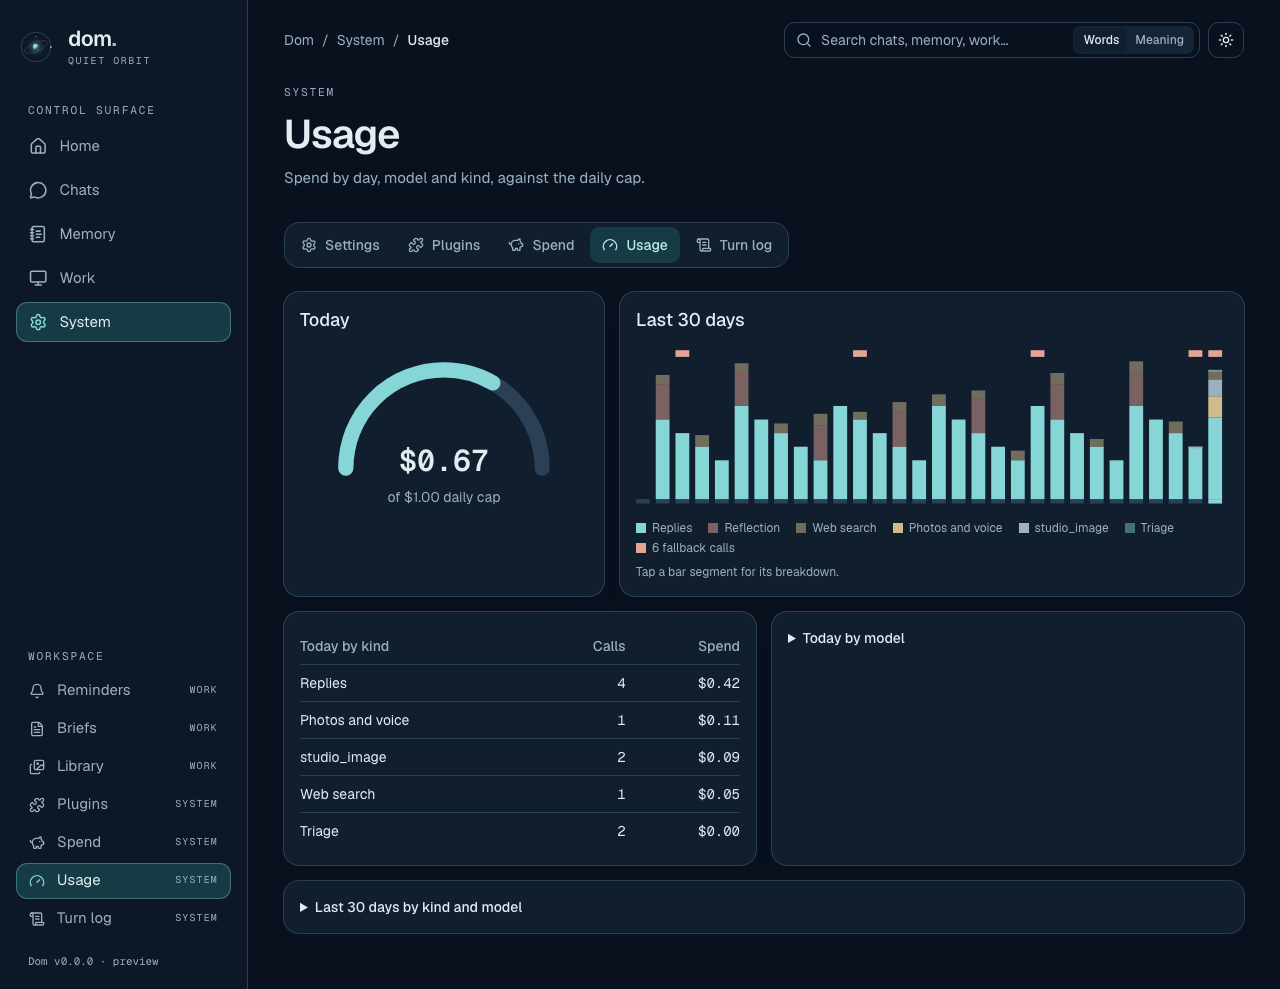 dom.
QUIET ORBIT
CONTROL SURFACE
Home
Chats
Memory
Work
System
WORKSPACE
Reminders WORK
Briefs WORK
Library WORK
Plugins SYSTEM
Spend SYSTEM
Usage SYSTEM
Turn log SYSTEM
Dom v0.0.0 · preview
Dom / System / Usage
Search chats, memory, work…
Words Meaning
SYSTEM
Usage
Spend by day, model and kind, against the daily cap.
Settings Plugins Spend Usage Turn log
Today
$0.67
of $1.00 daily cap
Last 30 days
Replies Reflection Web search Photos and voice studio_image Triage
6 fallback calls
Tap a bar segment for its breakdown.
Today by kind Calls Spend
Replies 4 $0.42
Photos and voice 1 $0.11
studio_image 2 $0.09
Web search 1 $0.05
Triage 2 $0.00
Today by model
Last 30 days by kind and model